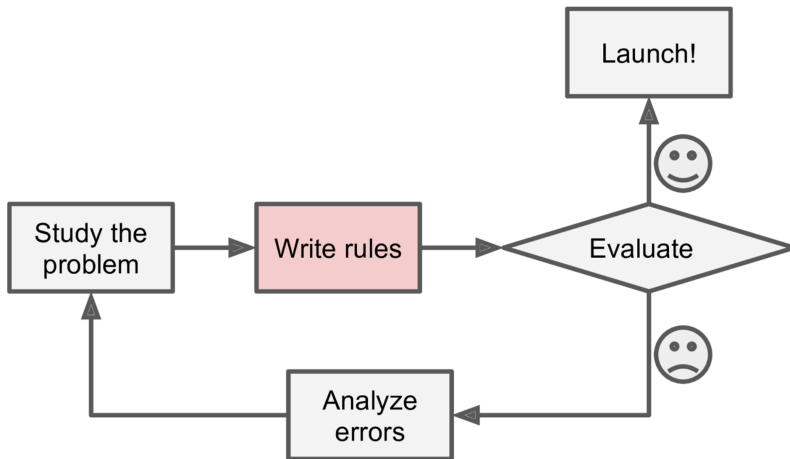 Launch!
Study the
problem
Write rules
Evaluate
Analyze
errors